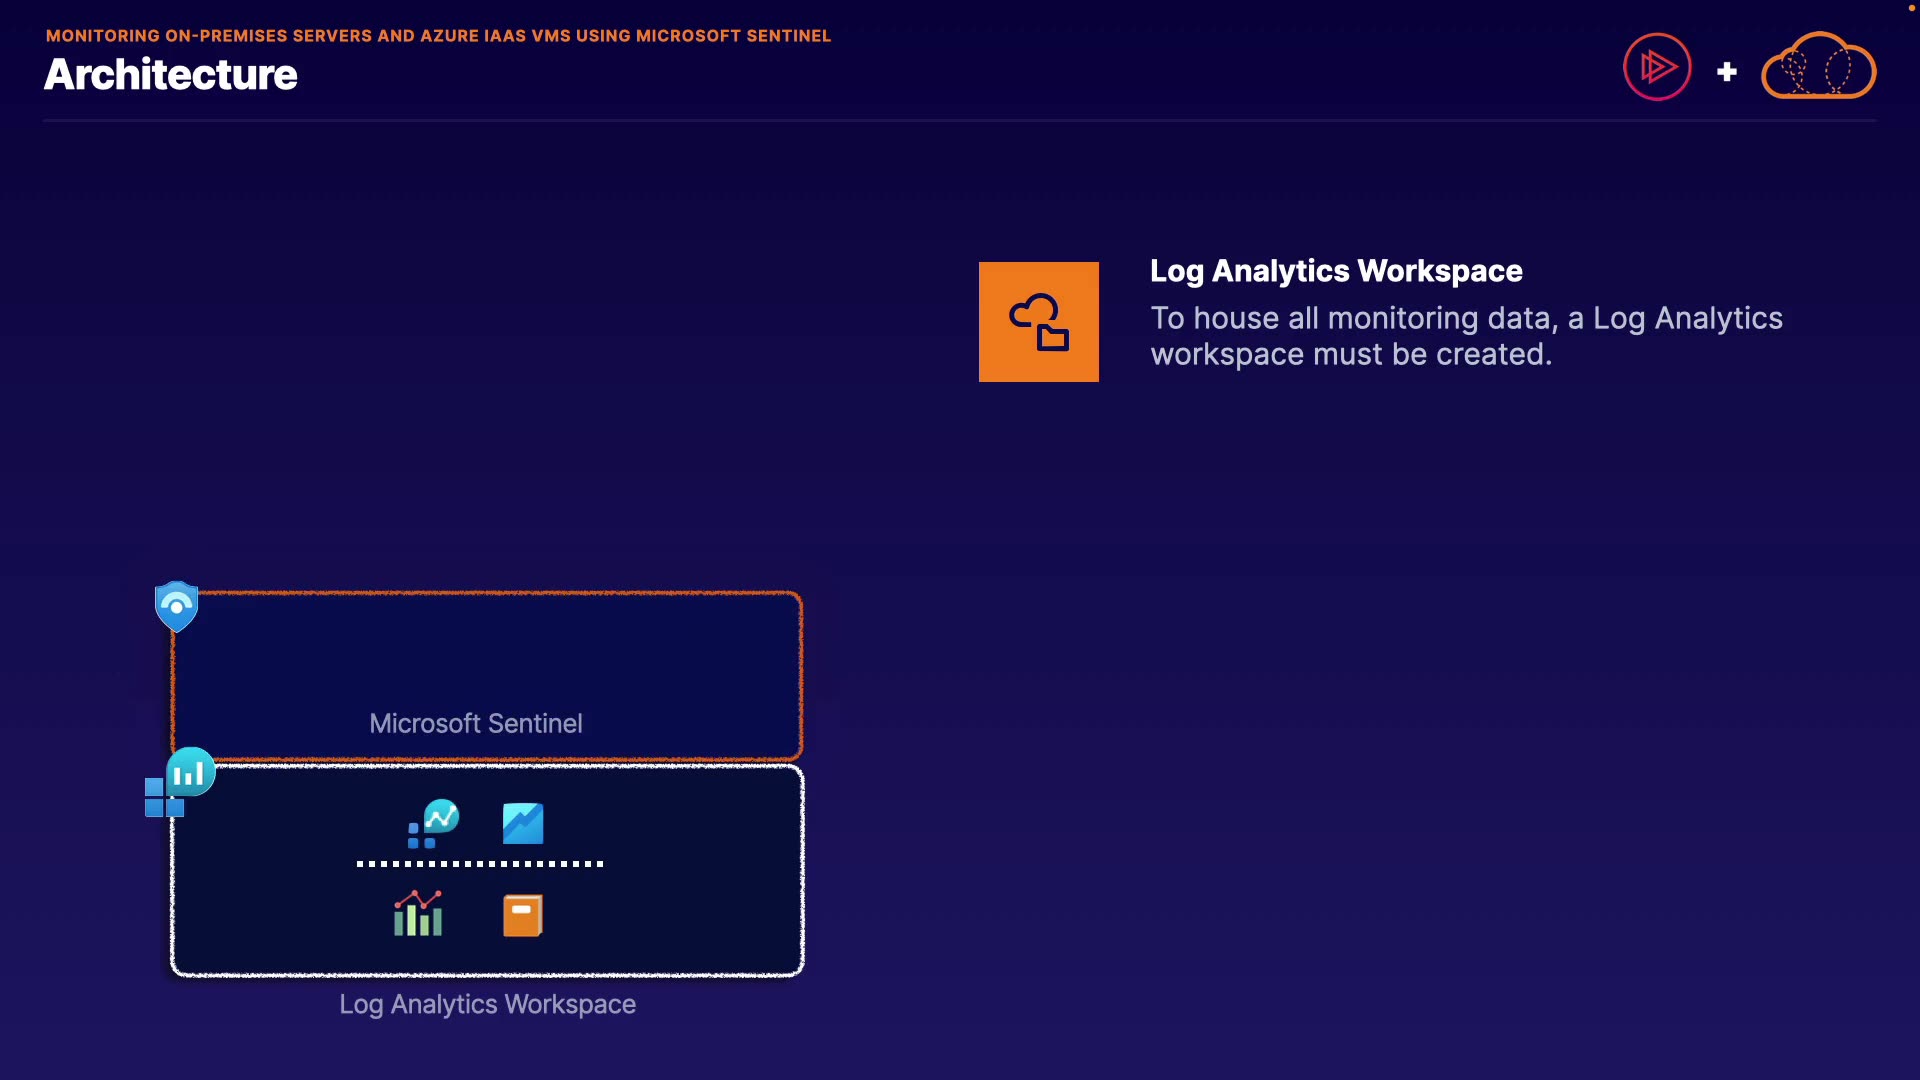 MONITORING ON-PREMISES SERVERS AND AZURE IAAS VMS USING MICROSOFT SENTINEL
Architecture
Log Analytics Workspace
To house all monitoring data, a Log Analytics
workspace must be created.
Microsoft Sentinel
Log Analytics Workspace